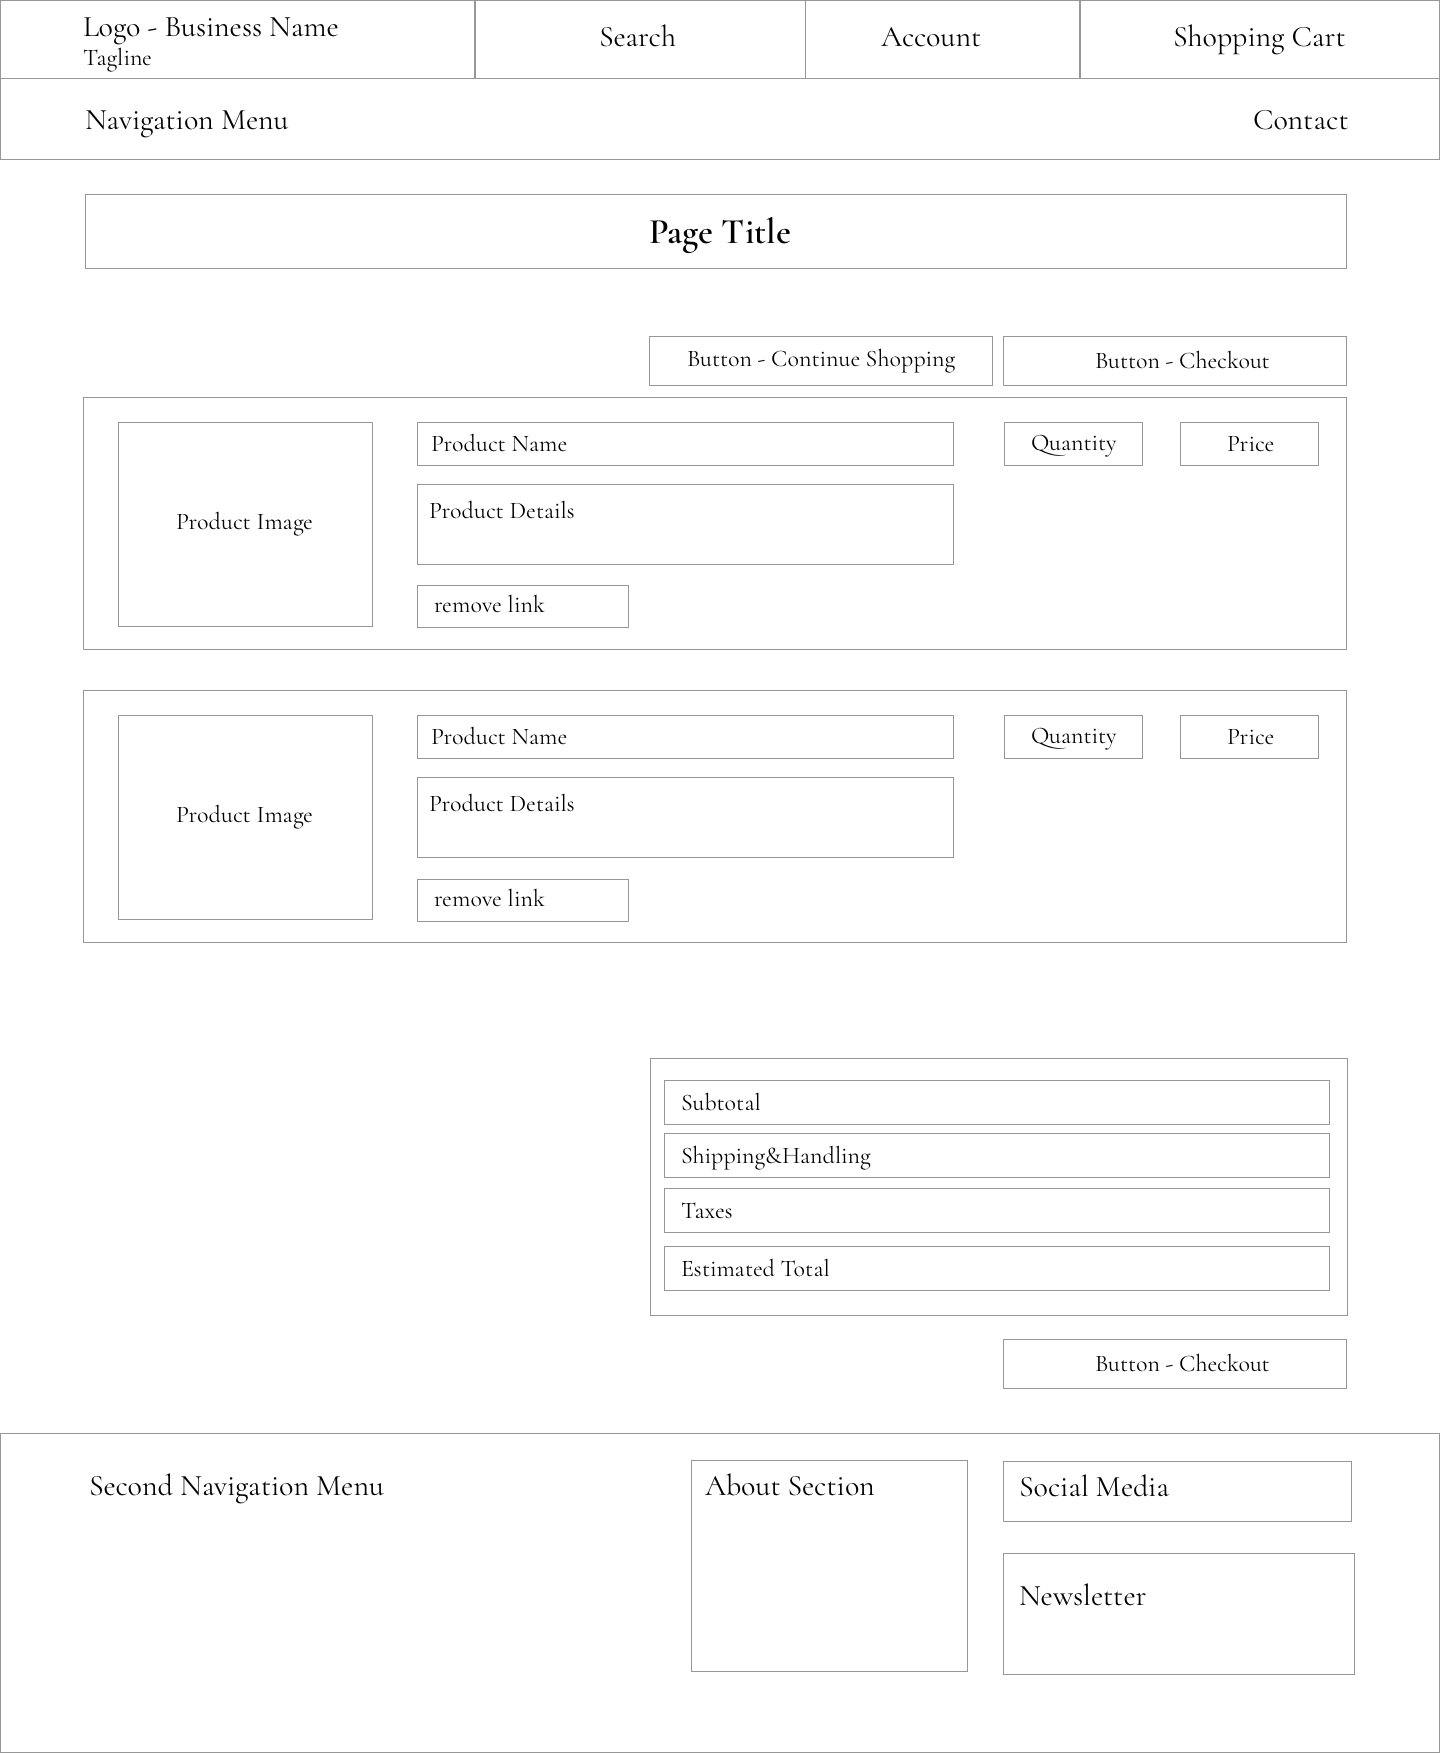 Logo - Business Name
Tagline
Search
Account
Shopping Cart
Navigation Menu
Contact
Page Title
Button - Continue Shopping
Button - Checkout
Product Image
Product Name
Product Details
remove link
Quantity
Price
Product Image
Product Name
Product Details
remove link
Quantity
Price
Subtotal
Shipping&Handling
Taxes
Estimated Total
Button - Checkout
Second Navigation Menu
About Section
Social Media
Newsletter